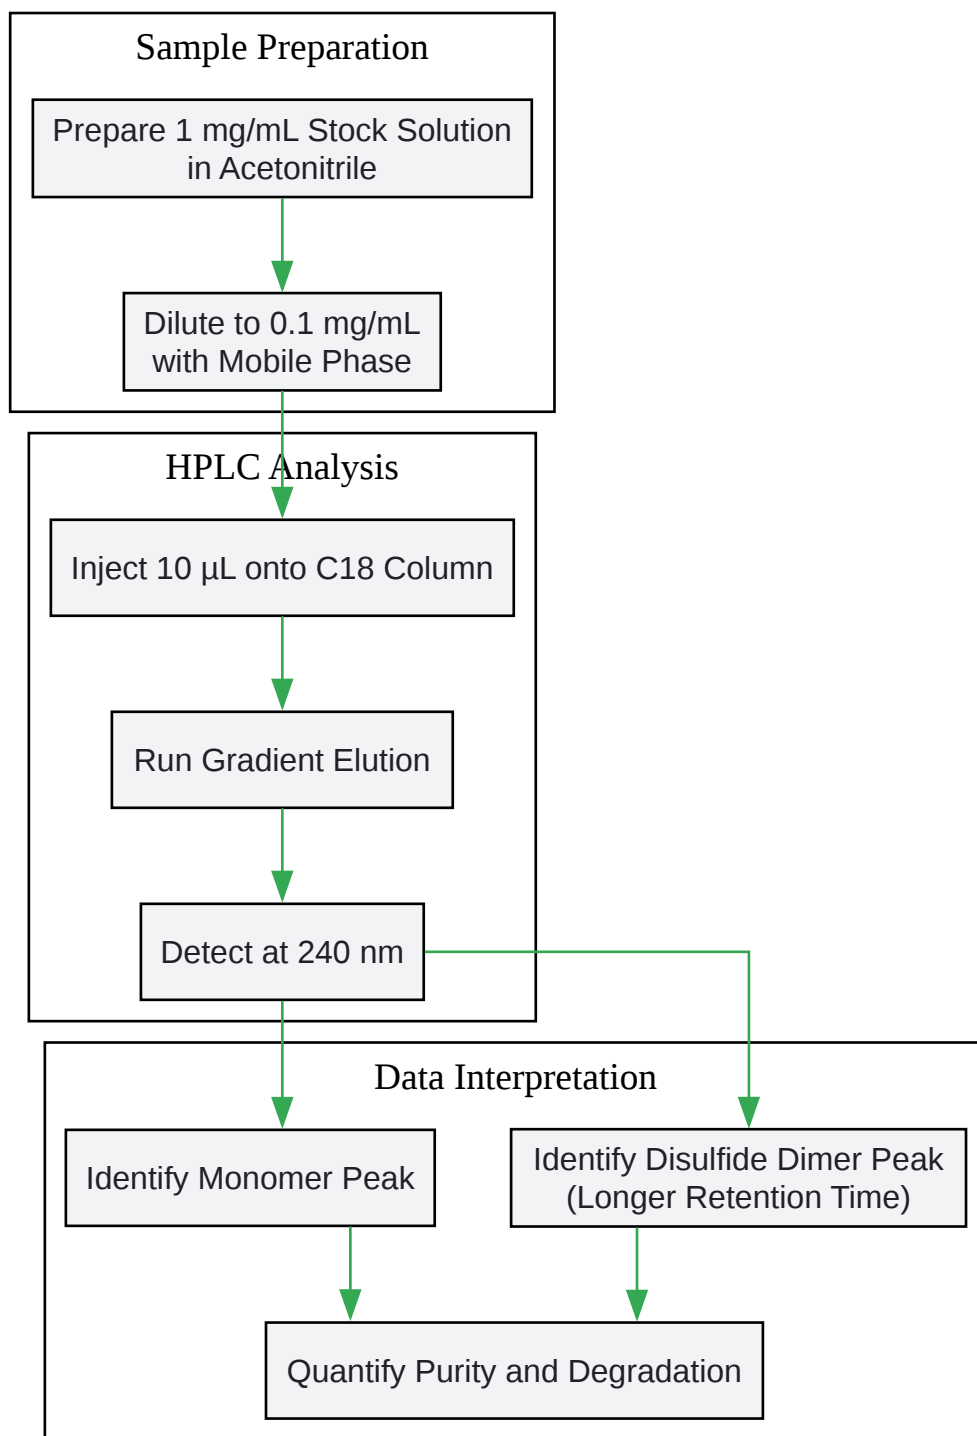 Sample Preparation
Prepare 1 mg/mL Stock Solution
in Acetonitrile
Dilute to 0.1 mg/mL
with Mobile Phase
HPLC Analysis
Inject 10 µL onto C18 Column
Run Gradient Elution
Detect at 240 nm
Data Interpretation
Identify Monomer Peak
Identify Disulfide Dimer Peak
(Longer Retention Time)
Quantify Purity and Degradation